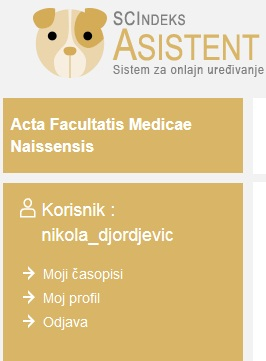 SCINDEKS
ASISTENT
Sistem za onlajn uređivanje
Acta Facultatis Medicae
Naissensis
Korisnik :
nikola_djordjevic
Moji časopisi
Moj profil
Odjava